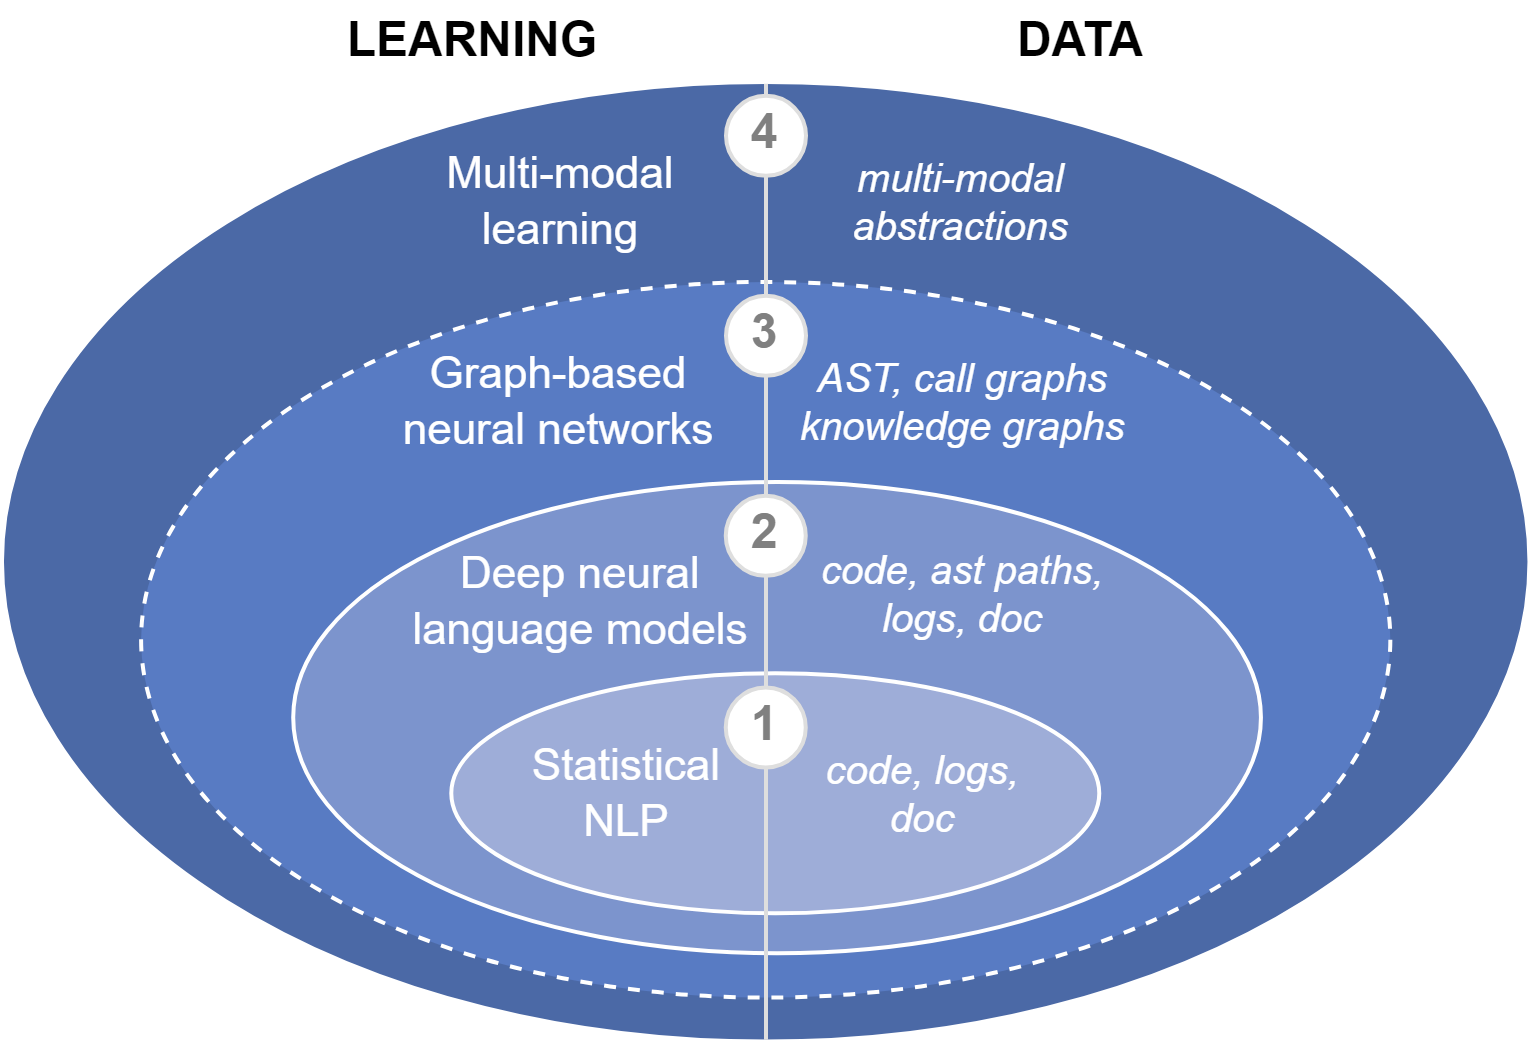 LEARNING
DATA
4
Multi-modal
learning
multi-modal
abstractions
3
Graph-based
neural networks
AST, call graphs
knowledge graphs
2
Deep neural
language models
code, ast paths,
logs, doc
1
Statistical
NLP
code, logs,
doc